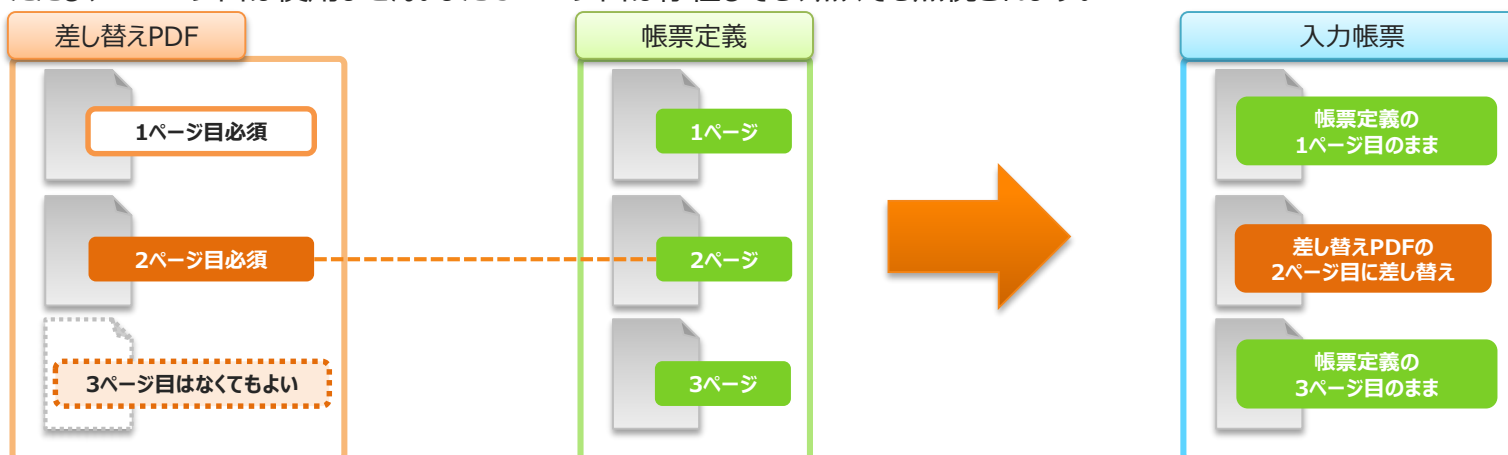 差し替えPDF
帳票定義
入力帳票
1ページ目必須
1ページ
帳票定義の
1ページ目のまま
2ページ目必須
2ページ
差し替えPDFの
2ページ目に差し替え
3ページ目はなくてもよい
3ページ
帳票定義の
3ページ目のまま